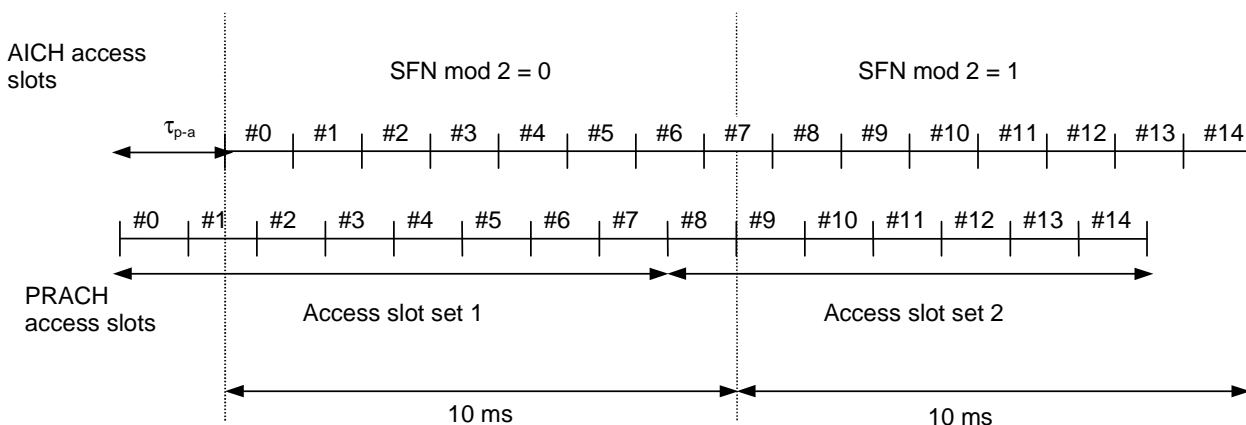 AICH access
slots
SFN mod 2 = 0
SFN mod 2 = 1
τp-a
#0 #1 #2 #3 #4 #5 #6 #7 #8 #9 #10 #11 #12 #13 #14
#0 #1 #2 #3 #4 #5 #6 #7 #8 #9 #10 #11 #12 #13 #14
PRACH
access slots
Access slot set 1
Access slot set 2
10 ms
10 ms